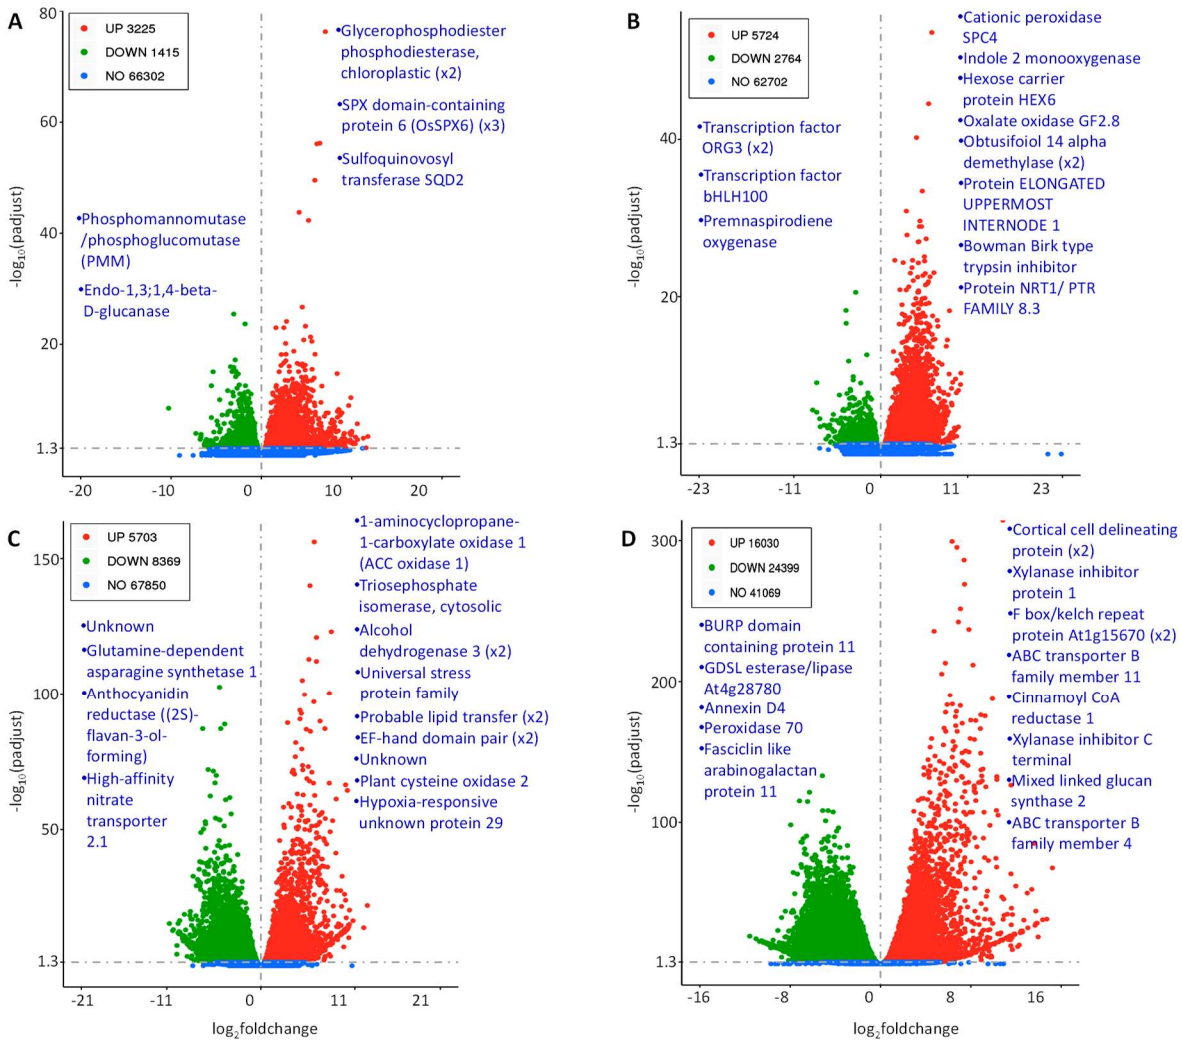 A
80
60
40
20
1.3
-log10(padjust)
UP 3225
DOWN 1415
NO 66302
•Glycerophosphodiester
phosphodiesterase,
chloroplastic (x2)
•SPX domain-containing
protein 6 (OsSPX6) (x3)
•Sulfoquinovosyl
transferase SQD2
•Phosphomannomutase
/phosphoglucomutase
(PMM)
•Endo-1,3;1,4-beta-
D-glucanase
-20
-10
0
10
20
B
40
20
1.3
-log10(padjust)
UP 5724
DOWN 2764
NO 62702
•Transcription factor
ORG3 (x2)
•Transcription factor
bHLH100
•Premnaspirodiene
oxygenase
•Cationic peroxidase
SPC4
•Indole 2 monooxygenase
•Hexose carrier
protein HEX6
•Oxalate oxidase GF2.8
•Obtusifoiol 14 alpha
demethylase (x2)
•Protein ELONGATED
UPPERMOST
INTERNODE 1
•Bowman Birk type
trypsin inhibitor
•Protein NRT1/ PTR
FAMILY 8.3
-23
-11
0
11
23
C
150
100
50
1.3
-log10(padjust)
UP 5703
DOWN 8369
NO 67850
•Unknown
•Glutamine-dependent
asparagine synthetase 1
•Anthocyanidin
reductase ((2S)-
flavan-3-ol-
forming)
•High-affinity
nitrate
transporter
2.1
•1-aminocyclopropane-
1-carboxylate oxidase 1
(ACC oxidase 1)
•Triosephosphate
isomerase, cytosolic
•Alcohol
dehydrogenase 3 (x2)
•Universal stress
protein family
•Probable lipid transfer (x2)
•EF-hand domain pair (x2)
•Unknown
•Plant cysteine oxidase 2
•Hypoxia-responsive
unknown protein 29
-21
-11
0
11
21
log2foldchange
D
300
200
100
1.3
-log10(padjust)
UP 16030
DOWN 24399
NO 41069
•BURP domain
containing protein 11
•GDSL esterase/lipase
At4g28780
•Annexin D4
•Peroxidase 70
•Fasciclin like
arabinogalactan
protein 11
•Cortical cell delineating
protein (x2)
•Xylanase inhibitor
protein 1
•F box/kelch repeat
protein At1g15670 (x2)
•ABC transporter B
family member 11
•Cinnamoyl CoA
reductase 1
•Xylanase inhibitor C
terminal
•Mixed linked glucan
synthase 2
•ABC transporter B
family member 4
-16
-8
0
8
16
log2foldchange